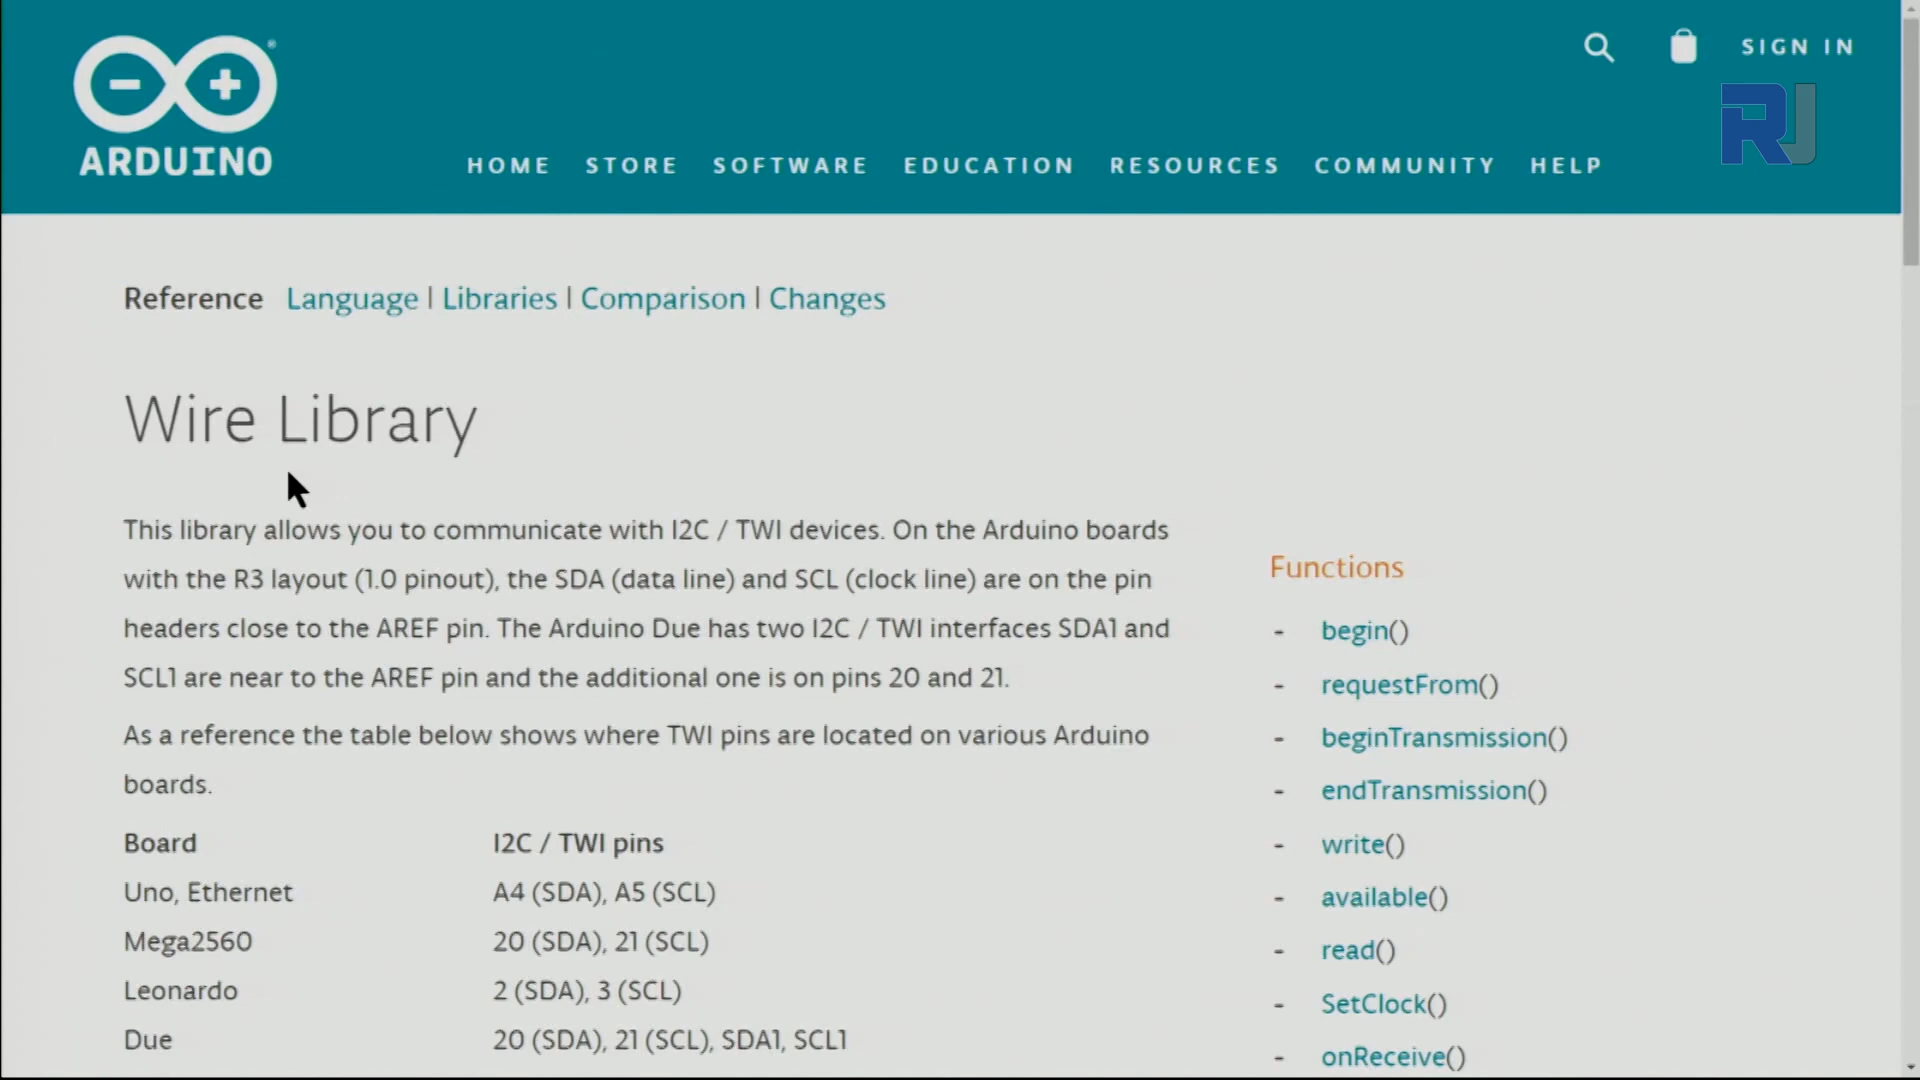 ARDUINO
SIGN IN
RJ
HOME STORE SOFTWARE EDUCATION RESOURCES COMMUNITY HELP
Reference Language | Libraries | Comparison | Changes
Wire Library
This library allows you to communicate with I2C / TWI devices. On the Arduino boards
with the R3 layout (1.0 pinout), the SDA (data line) and SCL (clock line) are on the pin
headers close to the AREF pin. The Arduino Due has two I2C / TWI interfaces SDA1 and
SCL1 are near to the AREF pin and the additional one is on pins 20 and 21.
As a reference the table below shows where TWI pins are located on various Arduino
boards.
Board I2C / TWI pins
Uno, Ethernet A4 (SDA), A5 (SCL)
Mega2560 20 (SDA), 21 (SCL)
Leonardo 2 (SDA), 3 (SCL)
Due 20 (SDA), 21 (SCL), SDA1, SCL1
Functions
- begin()
- requestFrom()
- beginTransmission()
- endTransmission()
- write()
- available()
- read()
- SetClock()
- onReceive()